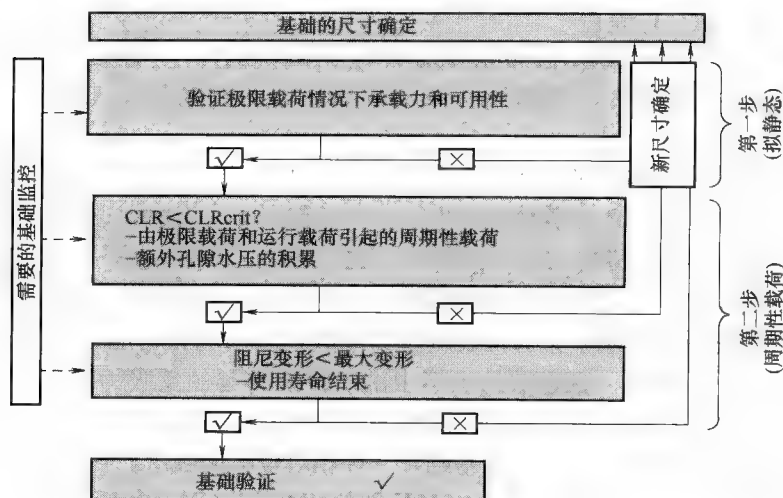 基础的尺寸确定
验证极限载荷情况下承载力和可用性
新尺寸确定
第一步
(拟静态)
需要的基础监控
√
×
CLR<CLRcrit?
-由极限载荷和运行载荷引起的周期性载荷
-额外孔隙水压的积累
第二步
(周期性载荷)
√
×
阻尼变形<最大变形
-使用寿命结束
√
×
基础验证 √